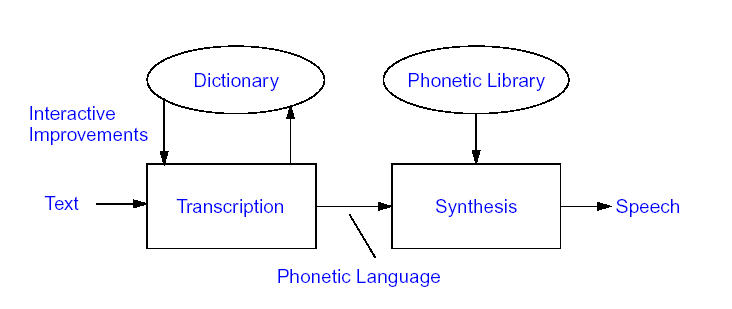 Dictionary
Phonetic Library
Interactive
Improvements
Text
Transcription
Synthesis
Speech
Phonetic Language